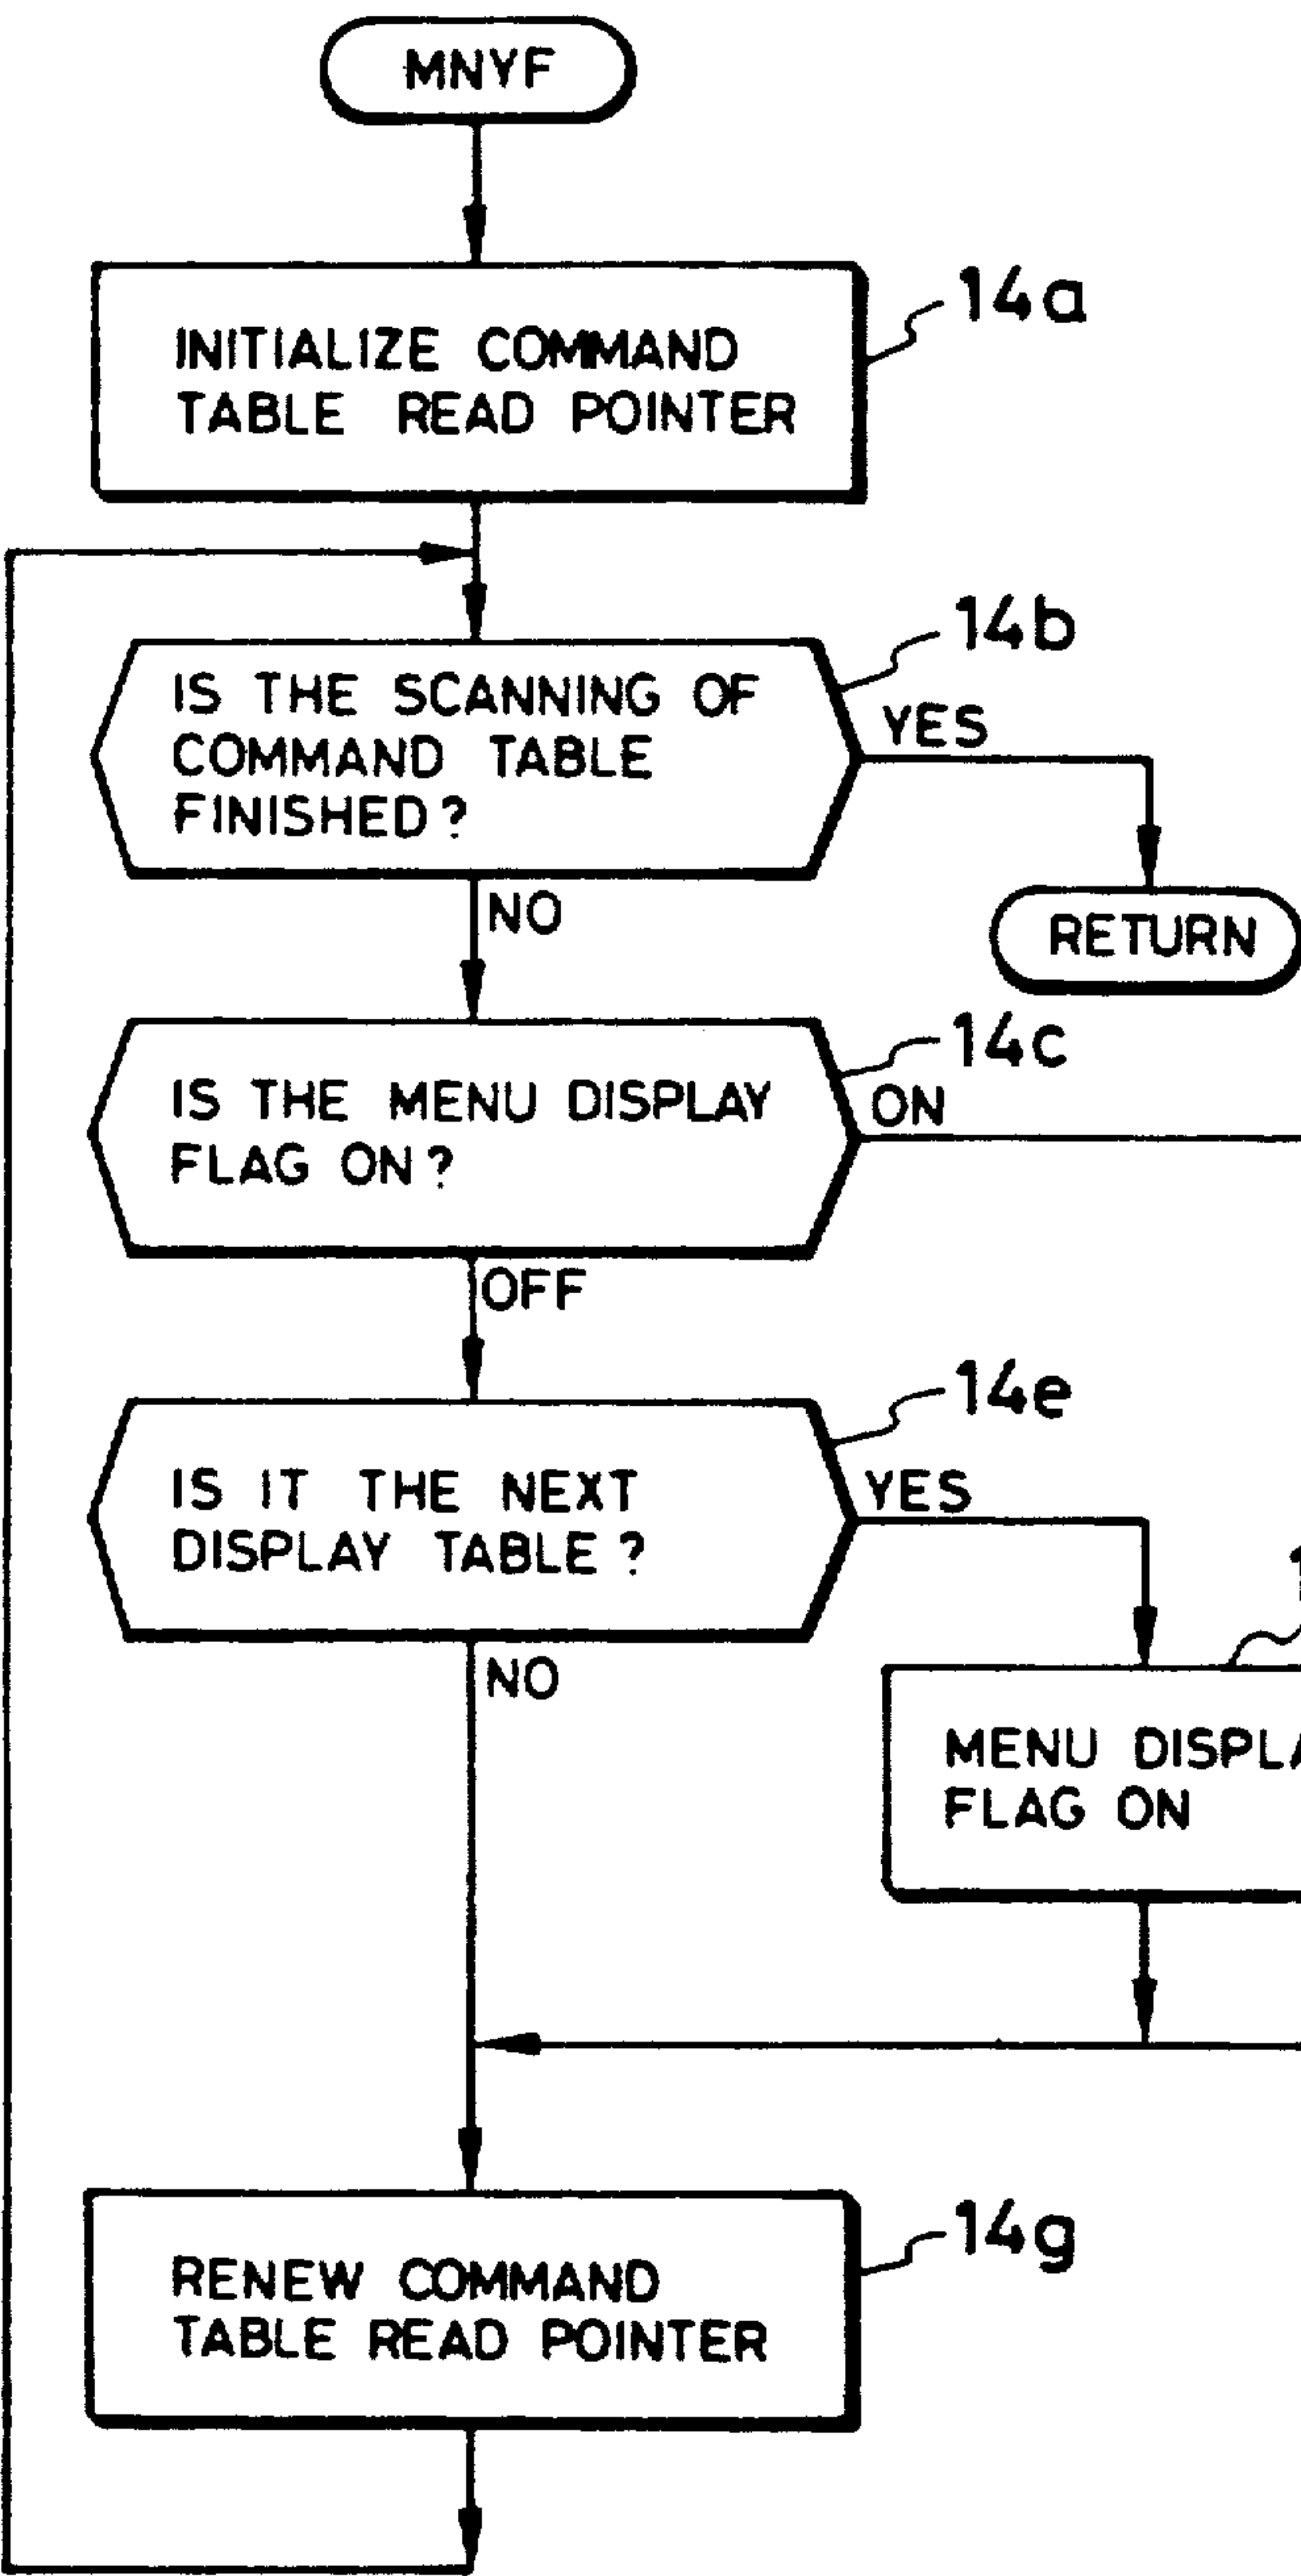 MNYF
14a
INITIALIZE COMMAND
TABLE READ POINTER
14b
IS THE SCANNING OF
COMMAND TABLE
FINISHED?
YES
NO
RETURN
14c
IS THE MENU DISPLAY
FLAG ON?
ON
OFF
14e
IS IT THE NEXT
DISPLAY TABLE?
YES
NO
MENU
FLAG ON
14g
RENEW COMMAND
TABLE READ POINTER